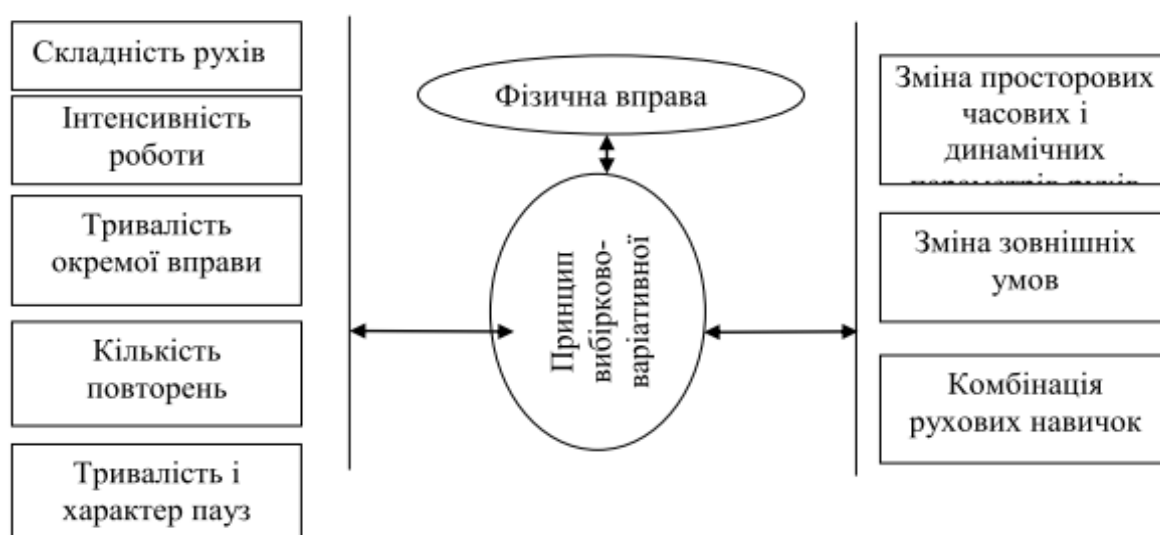 Складність рухів
Інтенсивність
роботи
Тривалість
окремої вправи
Кількість
повторень
Тривалість і
характер пауз
Фізична вправа
Принцип
вибірково-
варіативної
Зміна просторових
часових і
динамічних
Зміна зовнішніх
умов
Комбінація
рухових навичок